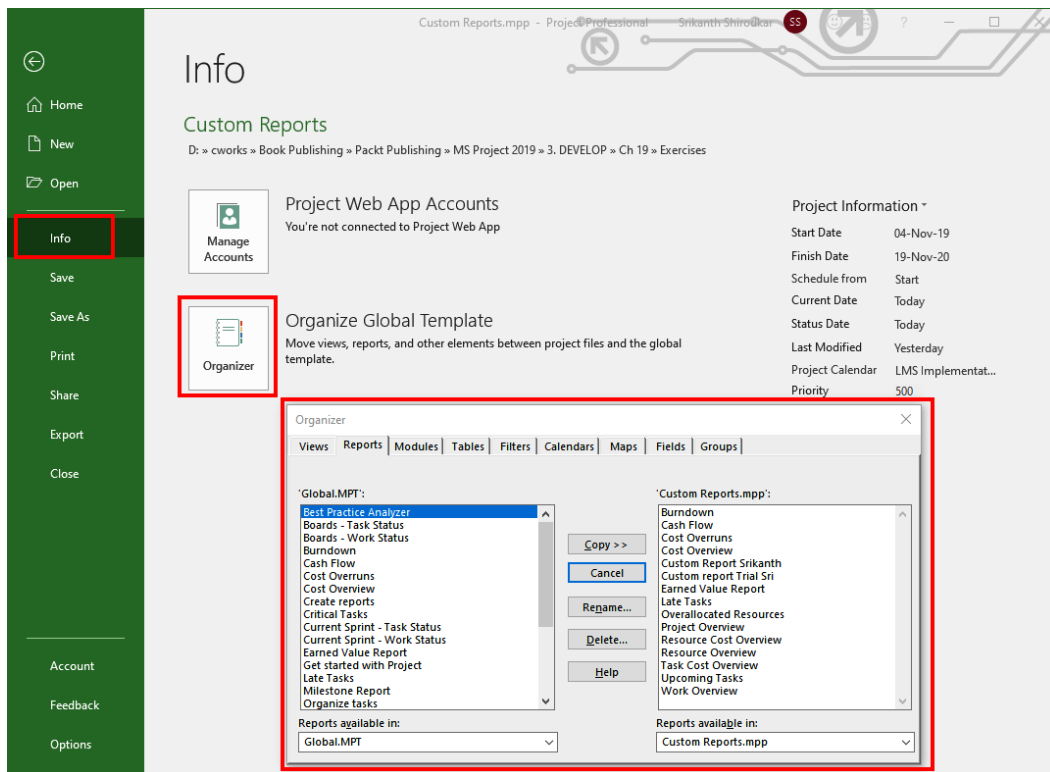 Custom Reports.mpp - Project Professional
Srikanth Shirodkar
SS
?
Info
Home
New
Open
Info
Save
Save As
Print
Share
Export
Close
Account
Feedback
Options
Custom Reports
D: » cworks » Book Publishing » Packt Publishing » MS Project 2019 » 3. DEVELOP » Ch 19 » Exercises
Manage
Accounts
Project Web App Accounts
You're not connected to Project Web App
Organizer
Organize Global Template
Move views, reports, and other elements between project files and the global
template.
Project Information
Start Date 04-Nov-19
Finish Date 19-Nov-20
Schedule from Start
Current Date Today
Status Date Today
Last Modified Yesterday
Project Calendar LMS Implementat...
Priority 500
Organizer
Views Reports Modules Tables Filters Calendars Maps Fields Groups
'Global.MPT':
Best Practice Analyzer
Boards - Task Status
Boards - Work Status
Burndown
Cash Flow
Cost Overruns
Cost Overview
Create reports
Critical Tasks
Current Sprint - Task Status
Current Sprint - Work Status
Earned Value Report
Get started with Project
Late Tasks
Milestone Report
Organize tasks
Reports available in:
Global.MPT
Copy >>
Cancel
Rename...
Delete...
Help
'Custom Reports.mpp':
Burndown
Cash Flow
Cost Overruns
Cost Overview
Custom Report Srikanth
Custom report Trial Sri
Earned Value Report
Late Tasks
Overallocated Resources
Project Overview
Resource Cost Overview
Resource Overview
Task Cost Overview
Upcoming Tasks
Work Overview
Reports available in:
Custom Reports.mpp